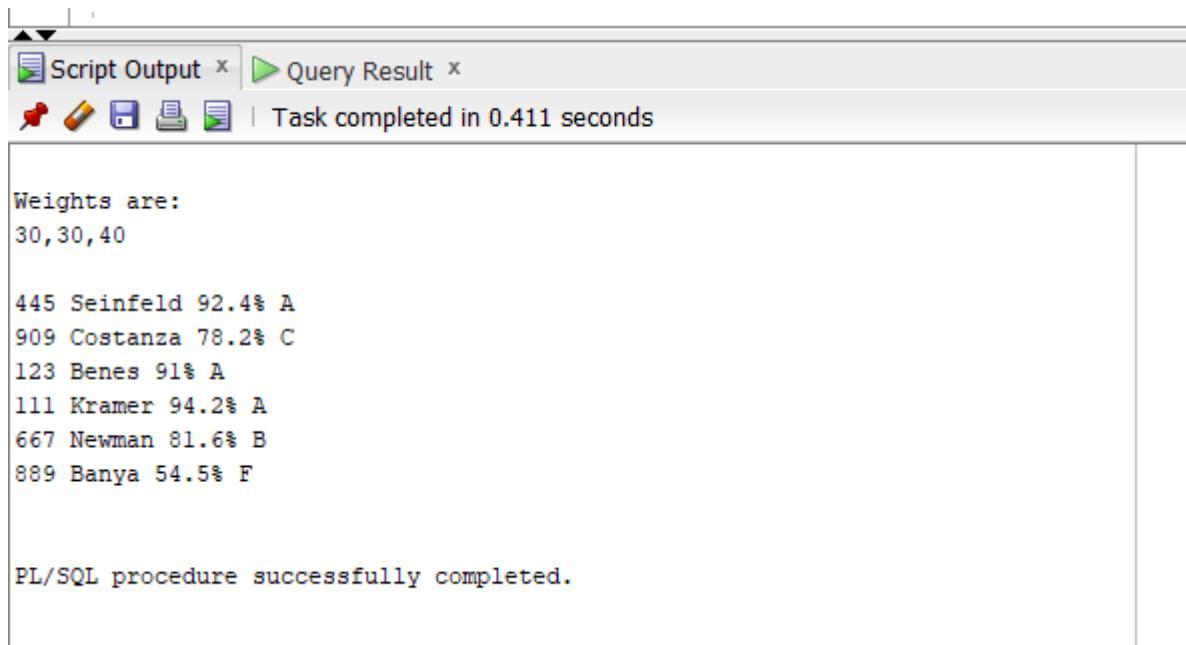 Script Output x Query Result x
Task completed in 0.411 seconds
Weights are:
30,30,40
445 Seinfeld 92.4% A
909 Costanza 78.2% C
123 Benes 91% A
111 Kramer 94.2% A
667 Newman 81.6% B
889 Banya 54.5% F
PL/SQL procedure successfully completed.